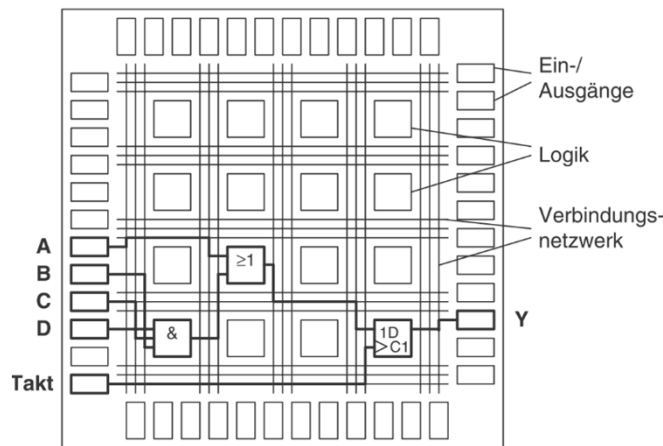 Ein-/
Ausgänge
Logik
Verbindungs-
netzwerk
A
B
C
D
Takt
≥1
&
1D
C1
Y